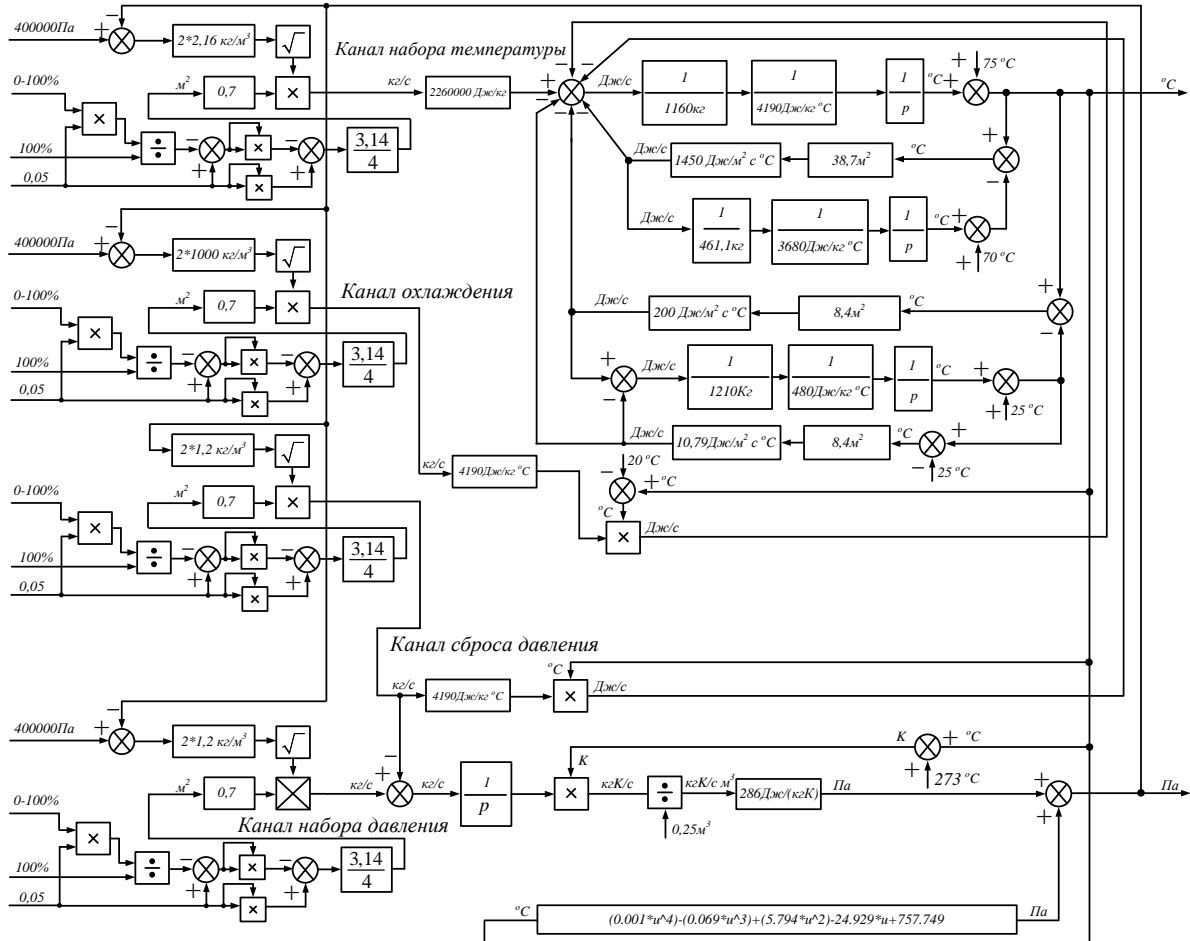 400000Па
2*2,16 кг/м³
√
Канал набора температуры
0-100%
м²
0,7
×
кг/с
2260000 Дж/кг
Дж/с
1
1160кг
1
4190Дж/кг °С
1
р
°С
75 °С
°С
×
100%
÷
×
3,14
4
0,05
×
Дж/с
1450 Дж/м² с °С
38,7м²
°С
Дж/с
1
461,1кг
1
3680Дж/кг °С
1
р
°С
70 °С
400000Па
2*1000 кг/м³
√
0-100%
м²
0,7
×
Канал охлаждения
Дж/с
200 Дж/м² с °С
8,4м²
°С
×
100%
÷
×
3,14
4
0,05
×
Дж/с
1
1210Кг
1
480Дж/кг °С
1
р
°С
25 °С
2*1,2 кг/м³
√
Дж/с
10,79Дж/м² с °С
8,4м²
°С
25 °С
кг/с
4190Дж/кг °С
20 °С
°С
°С
×
Дж/с
0-100%
м²
0,7
×
×
100%
÷
×
3,14
4
0,05
×
Канал сброса давления
кг/с
4190Дж/кг °С
°С
×
Дж/с
400000Па
2*1,2 кг/м³
√
К
°С
273 °С
0-100%
м²
0,7
кг/с
кг/с
1
р
К
×
кгК/с
÷
0,25м³
кгК/с м³
286Дж/(кгК)
Па
Па
Канал набора давления
×
100%
÷
×
3,14
4
0,05
×
°С
(0.001*u^4)-(0.069*u^3)+(5.794*u^2)-24.929*u+757.749
Па